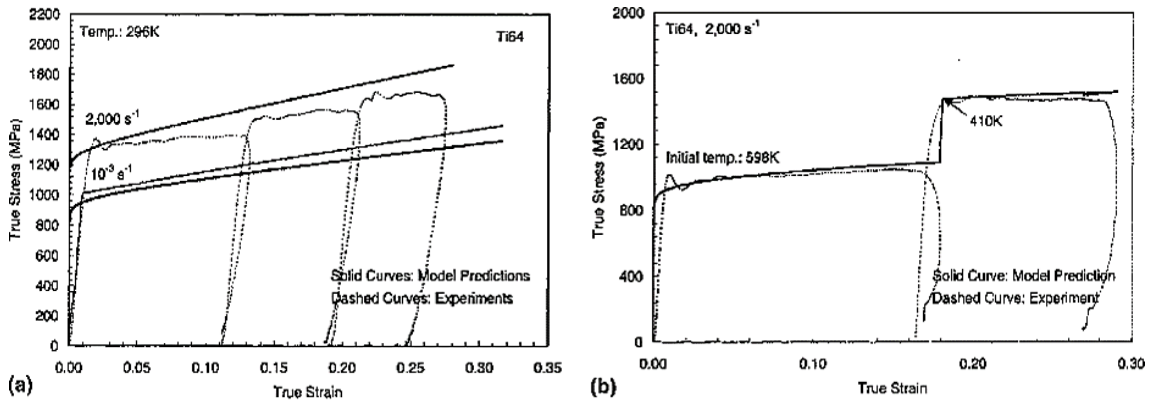 2200
2000
1800
1600
1400
1200
1000
800
600
400
200
0
Temp.: 296K
Ti64
2,000 s⁻¹
10⁻³ s⁻¹
Solid Curves: Model Predictions
Dashed Curves: Experiments
0.00 0.05 0.10 0.15 0.20 0.25 0.30 0.35
True Strain
True Stress (MPa)
(a)
2000
1600
1200
800
400
0
Ti64, 2,000 s⁻¹
410K
Initial temp.: 598K
Solid Curve: Model Prediction
Dashed Curve: Experiment
0.00 0.10 0.20 0.30
True Strain
True Stress (MPa)
(b)